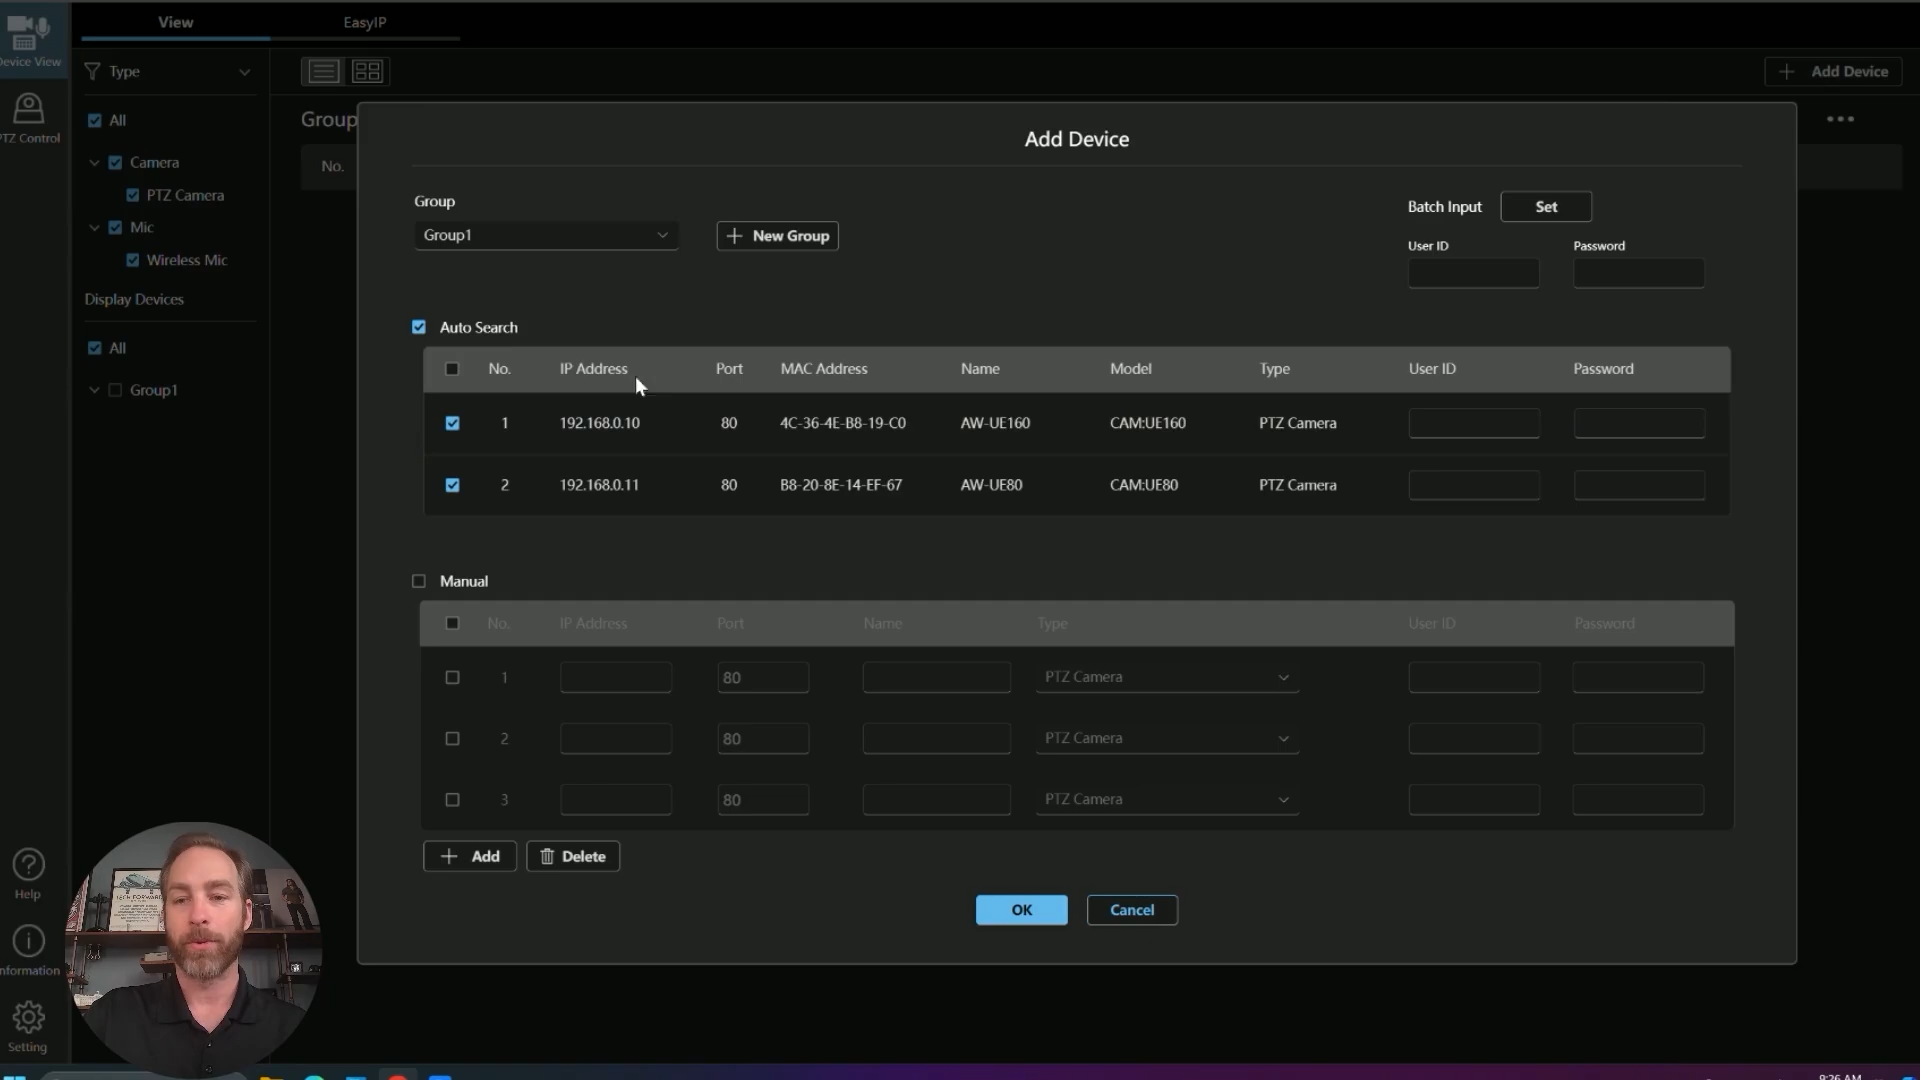 View
EasyIP
Device View
PTZ Control
Type
All
Camera
PTZ Camera
Mic
Wireless Mic
Display Devices
All
Group1
Help
Information
Setting
Add Device
Group
No.
Add Device
Group
Group1
New Group
Batch Input
Set
User ID
Password
Auto Search
No. IP Address Port MAC Address Name Model Type User ID Password
1 192.168.0.10 80 4C-36-4E-B8-19-C0 AW-UE160 CAM:UE160 PTZ Camera
2 192.168.0.11 80 B8-20-8E-14-EF-67 AW-UE80 CAM:UE80 PTZ Camera
Manual
No. IP Address Port Name Type User ID Password
1 80 PTZ Camera
2 80 PTZ Camera
3 80 PTZ Camera
Add
Delete
OK
Cancel
TECH FORWARD
9:26 AM